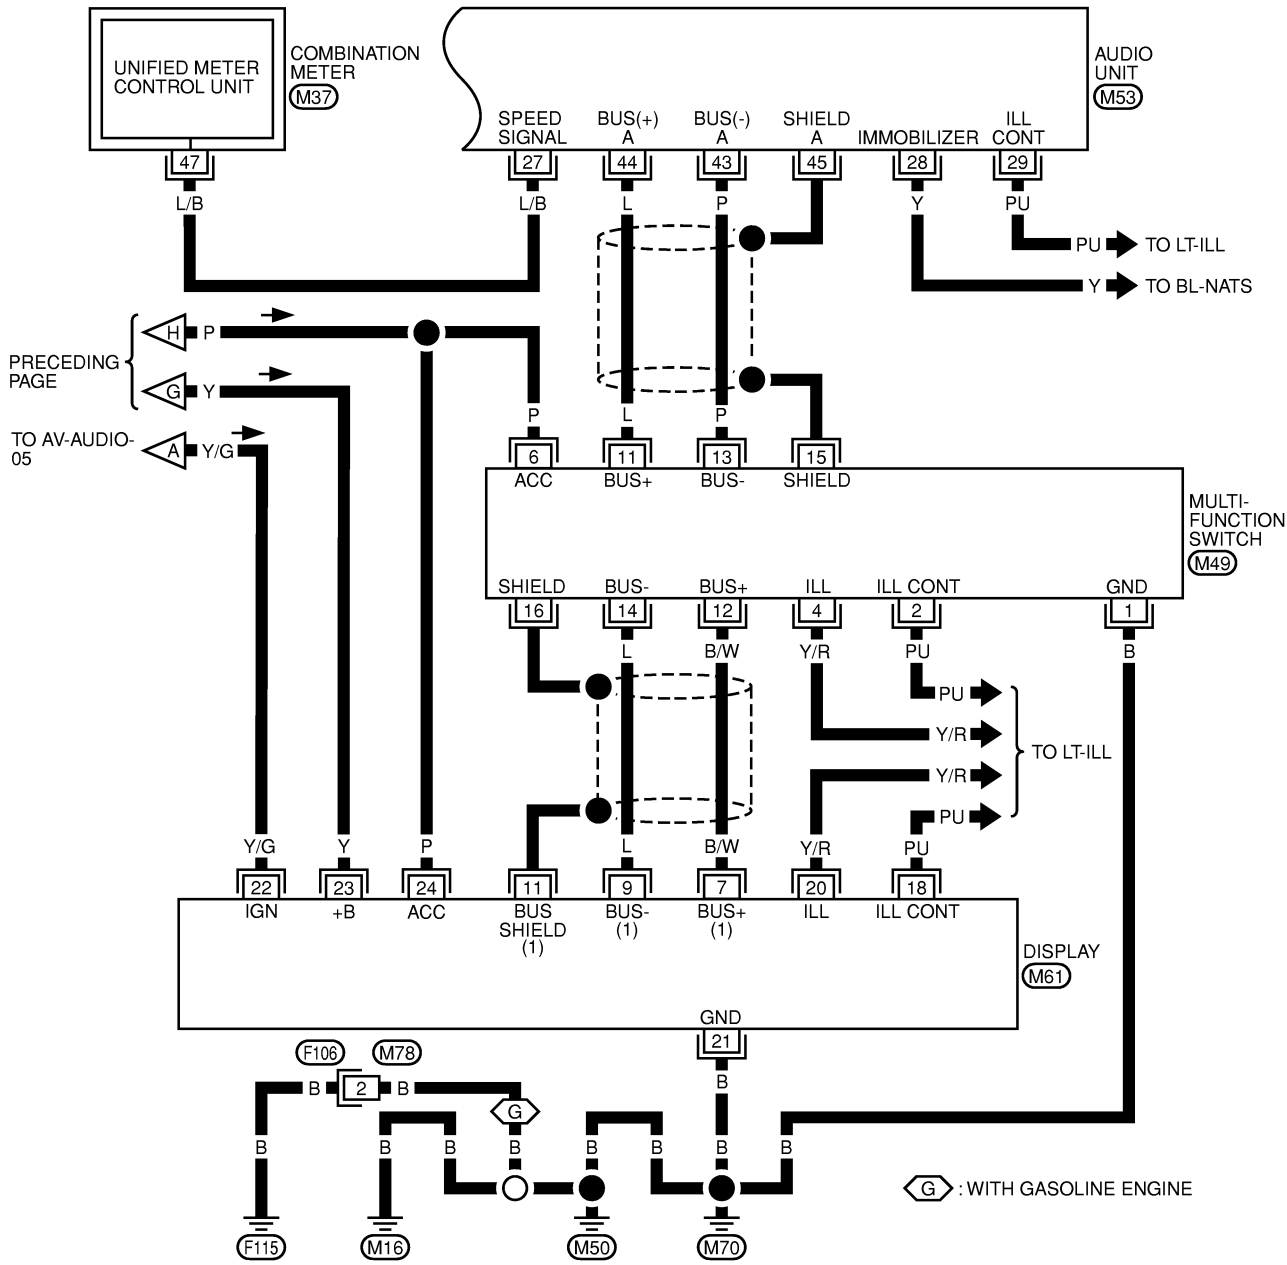 UNIFIED METER
CONTROL UNIT
COMBINATION
METER
M37
AUDIO
UNIT
M53
SPEED
SIGNAL
BUS(+)
A
BUS(-)
A
SHIELD
A
IMMOBILIZER
ILL
CONT
47
27
44
43
45
28
29
L/B
L/B
L
P
Y
PU
PU
TO LT-ILL
Y
TO BL-NATS
PRECEDING
PAGE
H
P
G
Y
TO AV-AUDIO-
05
A
Y/G
P
L
P
6
11
13
15
ACC
BUS+
BUS-
SHIELD
MULTI-
FUNCTION
SWITCH
M49
SHIELD
BUS-
BUS+
ILL
ILL CONT
GND
16
14
12
4
2
1
L
B/W
Y/R
PU
B
PU
Y/R
Y/R
PU
TO LT-ILL
Y/G
Y
P
L
B/W
Y/R
PU
22
23
24
11
9
7
20
18
IGN
+B
ACC
BUS
SHIELD
(1)
BUS-
(1)
BUS+
(1)
ILL
ILL CONT
DISPLAY
M61
GND
21
F106
M78
B
2
B
B
G
B
B
B
B
B
B
B
B
G
: WITH GASOLINE ENGINE
F115
M16
M50
M70